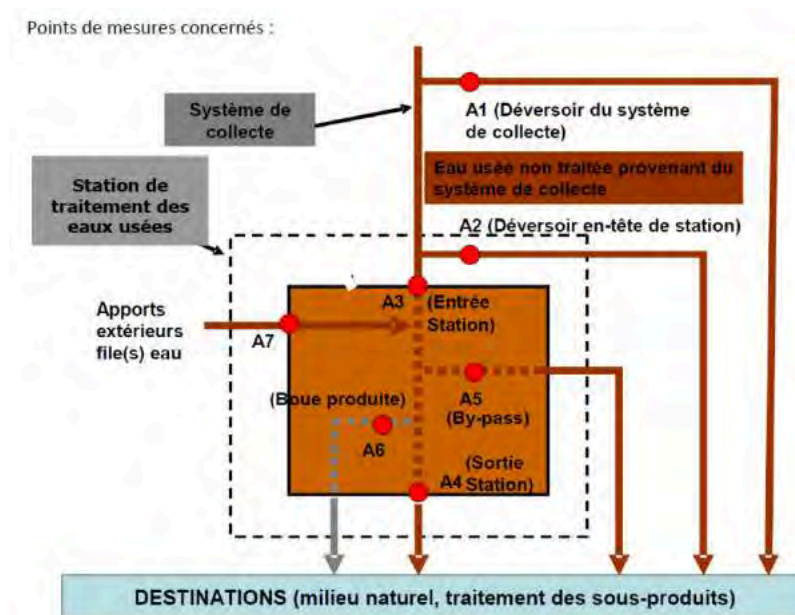 Points de mesures concernés :
Système de
collecte
A1 (Déversoir du système
de collecte)
Station de
traitement des
eaux usées
Eau usée non traitée provenant du
système de collecte
A2 (Déversoir en-tête de station)
Apports
extérieurs
file(s) eau
A7
A3
(Entrée
Station)
(Boue produite)
A5
(By-pass)
A6
(Sortie
Station)
A4
DESTINATIONS (milieu naturel, traitement des sous-produits)